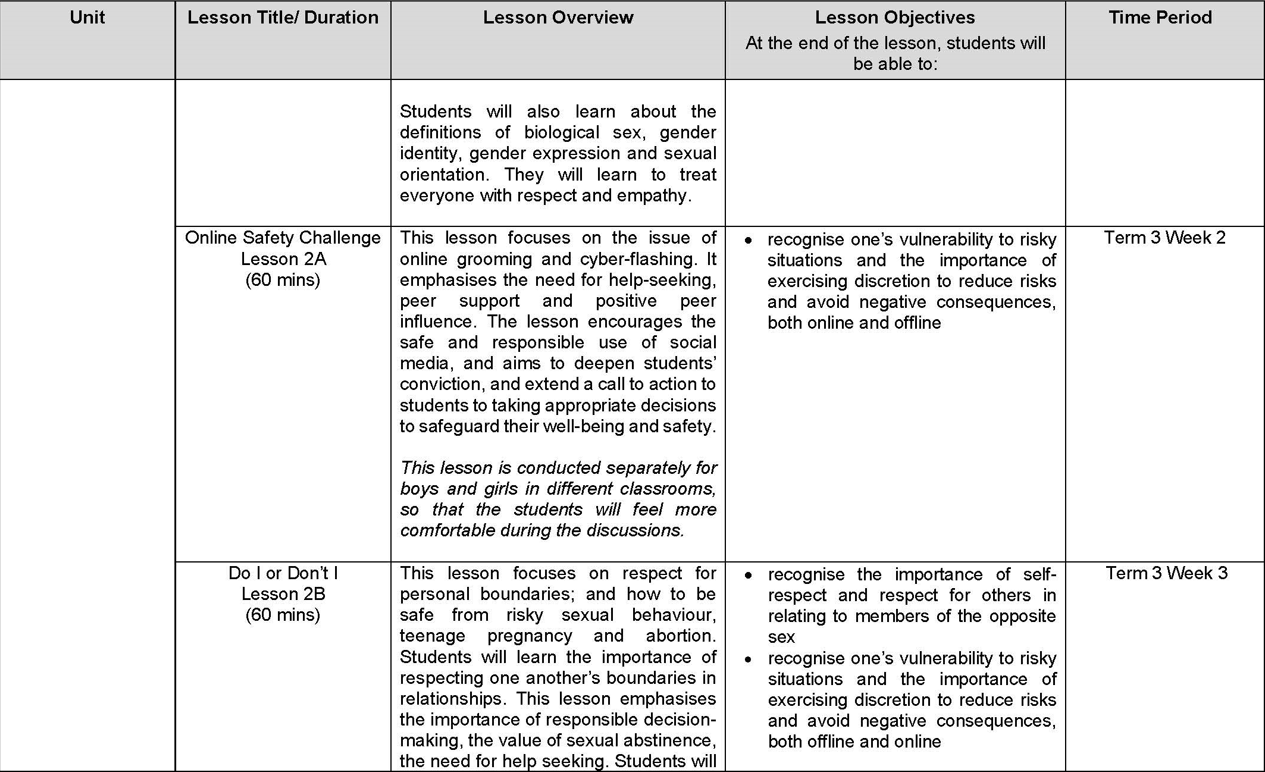 Unit
Lesson Title/ Duration
Lesson Overview
Lesson Objectives
At the end of the lesson, students will
be able to:
Time Period
Students will also learn about the
definitions of biological sex, gender
identity, gender expression and sexual
orientation. They will learn to treat
everyone with respect and empathy.
Online Safety Challenge
Lesson 2A
(60 mins)
This lesson focuses on the issue of
online grooming and cyber-flashing. It
emphasises the need for help-seeking,
peer support and positive peer
influence. The lesson encourages the
safe and responsible use of social
media, and aims to deepen students’
conviction, and extend a call to action to
students to taking appropriate decisions
to safeguard their well-being and safety.
This lesson is conducted separately for
boys and girls in different classrooms,
so that the students will feel more
comfortable during the discussions.
• recognise one’s vulnerability to risky
situations and the importance of
exercising discretion to reduce risks
and avoid negative consequences,
both online and offline
Term 3 Week 2
Do I or Don’t I
Lesson 2B
(60 mins)
This lesson focuses on respect for
personal boundaries; and how to be
safe from risky sexual behaviour,
teenage pregnancy and abortion.
Students will learn the importance of
respecting one another’s boundaries in
relationships. This lesson emphasises
the importance of responsible decision-
making, the value of sexual abstinence,
the need for help seeking. Students will
• recognise the importance of self-
respect and respect for others in
relating to members of the opposite
sex
• recognise one’s vulnerability to risky
situations and the importance of
exercising discretion to reduce risks
and avoid negative consequences,
both offline and online
Term 3 Week 3